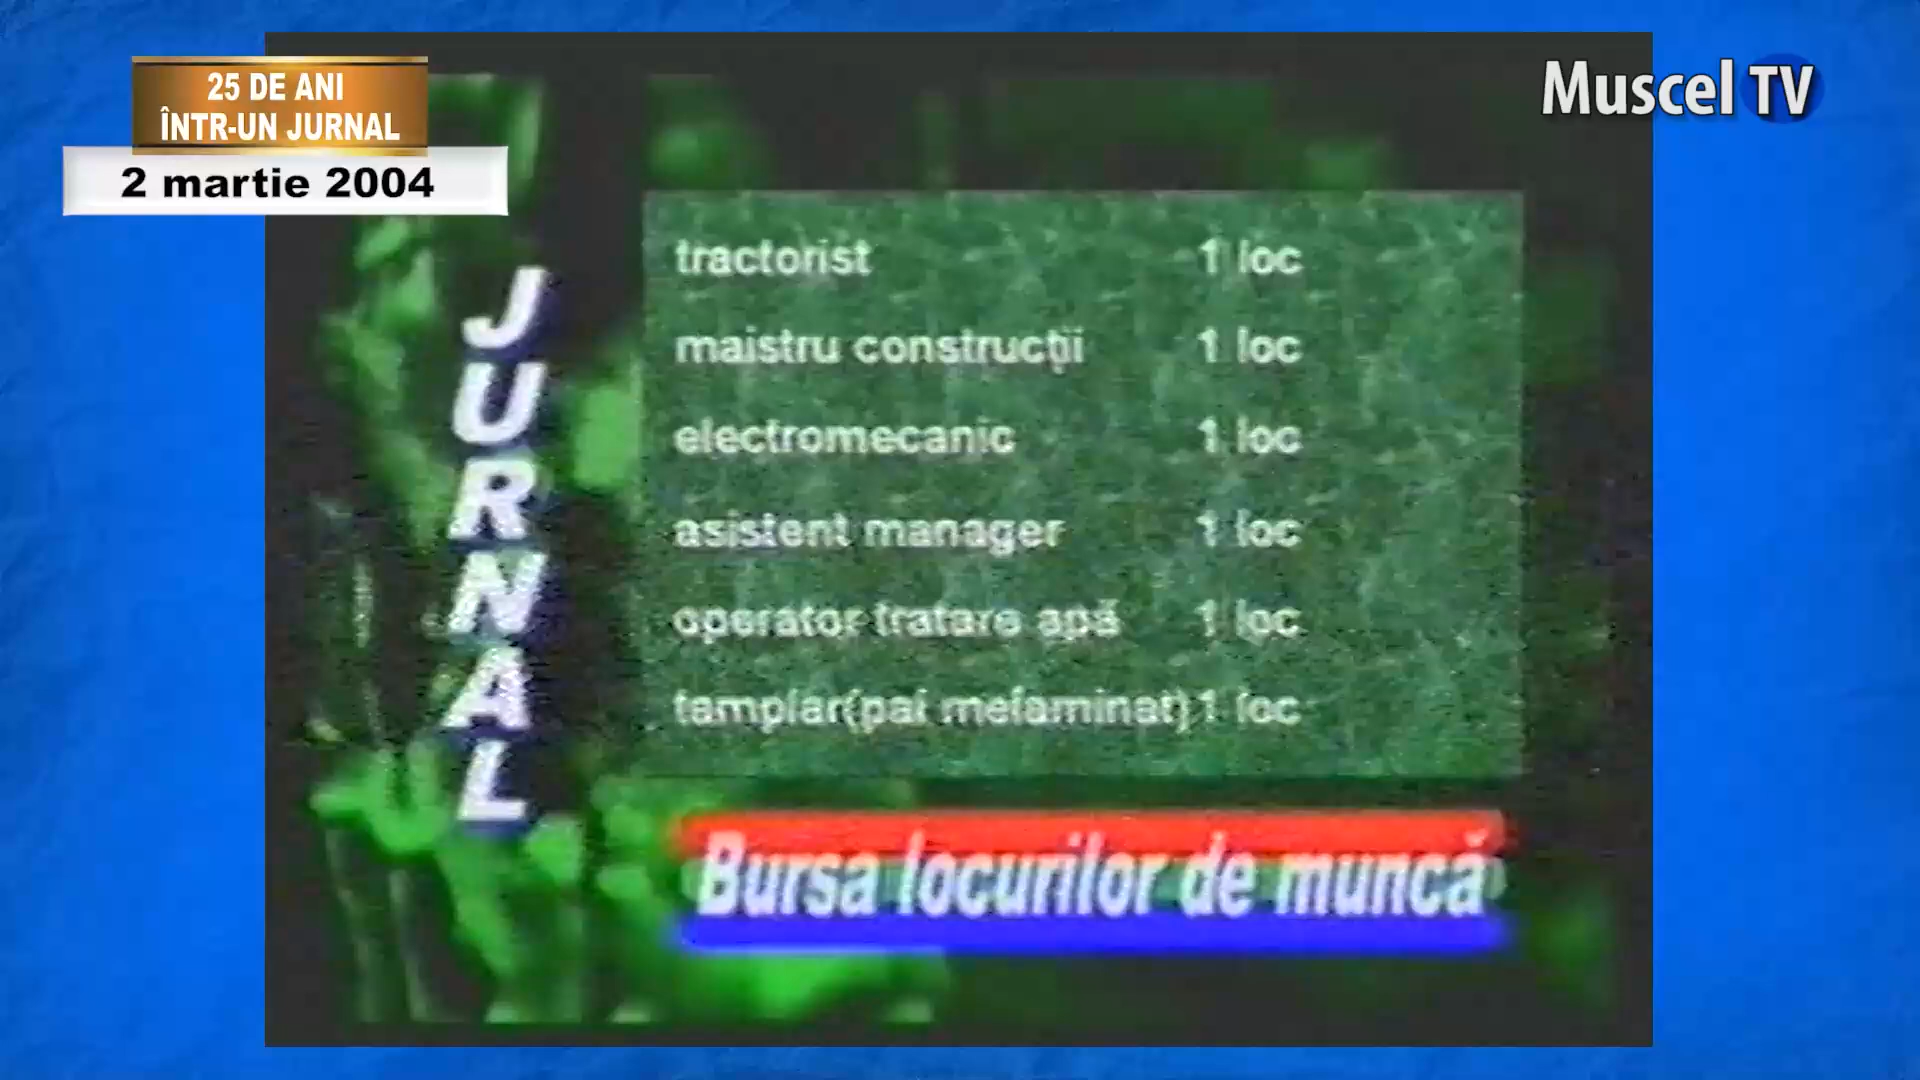 25 DE ANI
ÎNTR-UN JURNAL
2 martie 2004
Muscel TV
JURNAL
tractorist 1 loc
maistru construcţii 1 loc
electromecanic 1 loc
asistent manager 1 loc
operator tratare apă 1 loc
tamplar(pal melaminat) 1 loc
Bursa locurilor de muncă